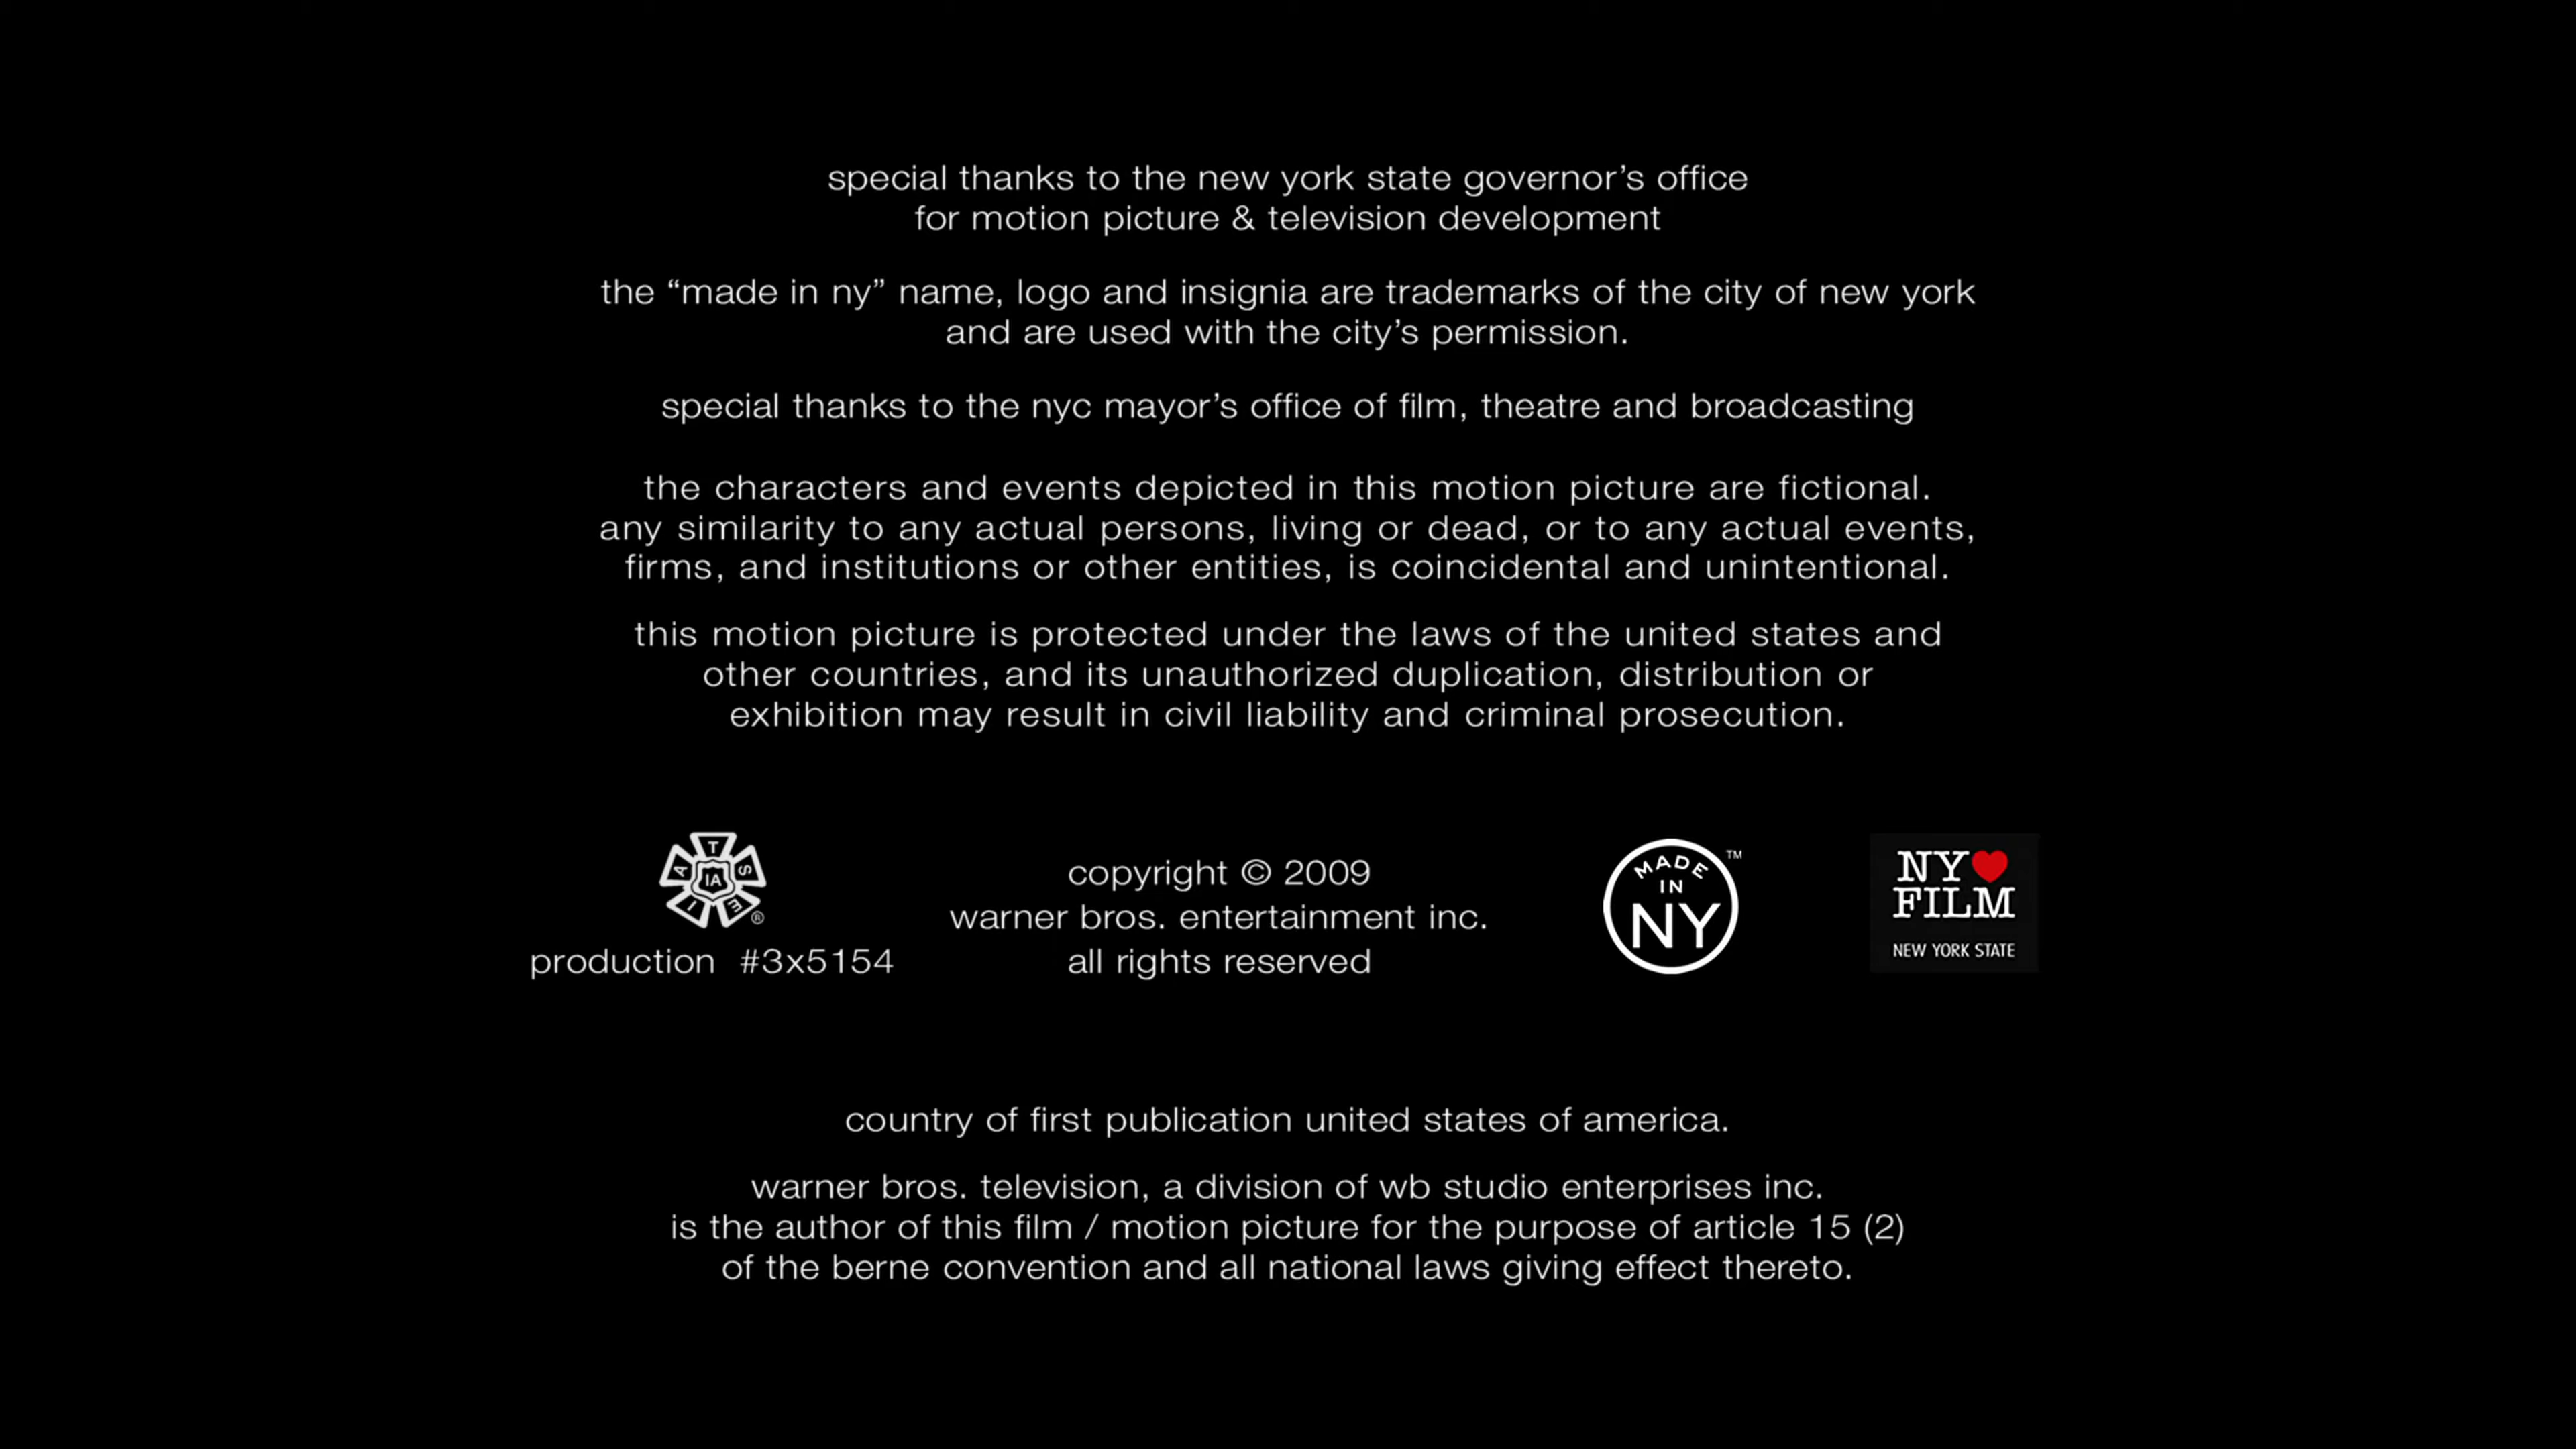 special thanks to the new york state governor’s office
for motion picture & television development
the “made in ny” name, logo and insignia are trademarks of the city of new york
and are used with the city’s permission.
special thanks to the nyc mayor’s office of film, theatre and broadcasting
the characters and events depicted in this motion picture are fictional.
any similarity to any actual persons, living or dead, or to any actual events,
firms, and institutions or other entities, is coincidental and unintentional.
this motion picture is protected under the laws of the united states and
other countries, and its unauthorized duplication, distribution or
exhibition may result in civil liability and criminal prosecution.
IATSE
IA
®
production #3x5154
copyright © 2009
warner bros. entertainment inc.
all rights reserved
MADE
IN
NY
™
NY
FILM
NEW YORK STATE
country of first publication united states of america.
warner bros. television, a division of wb studio enterprises inc.
is the author of this film / motion picture for the purpose of article 15 (2)
of the berne convention and all national laws giving effect thereto.